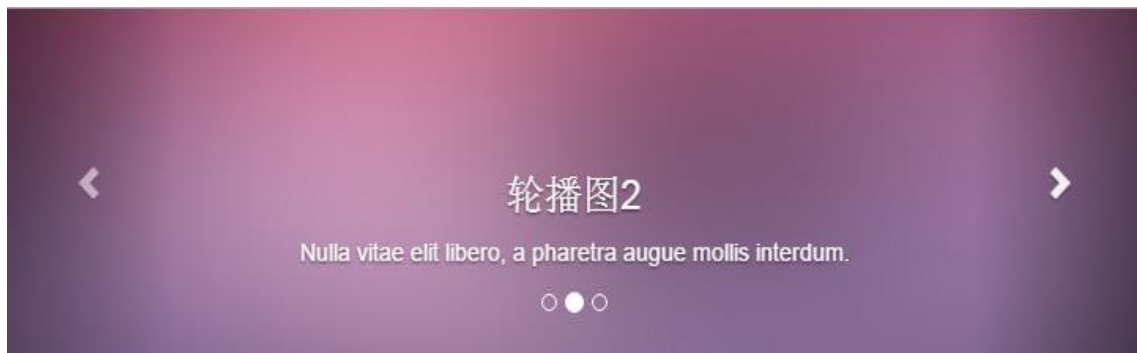 轮播图2
Nulla vitae elit libero, a pharetra augue mollis interdum.